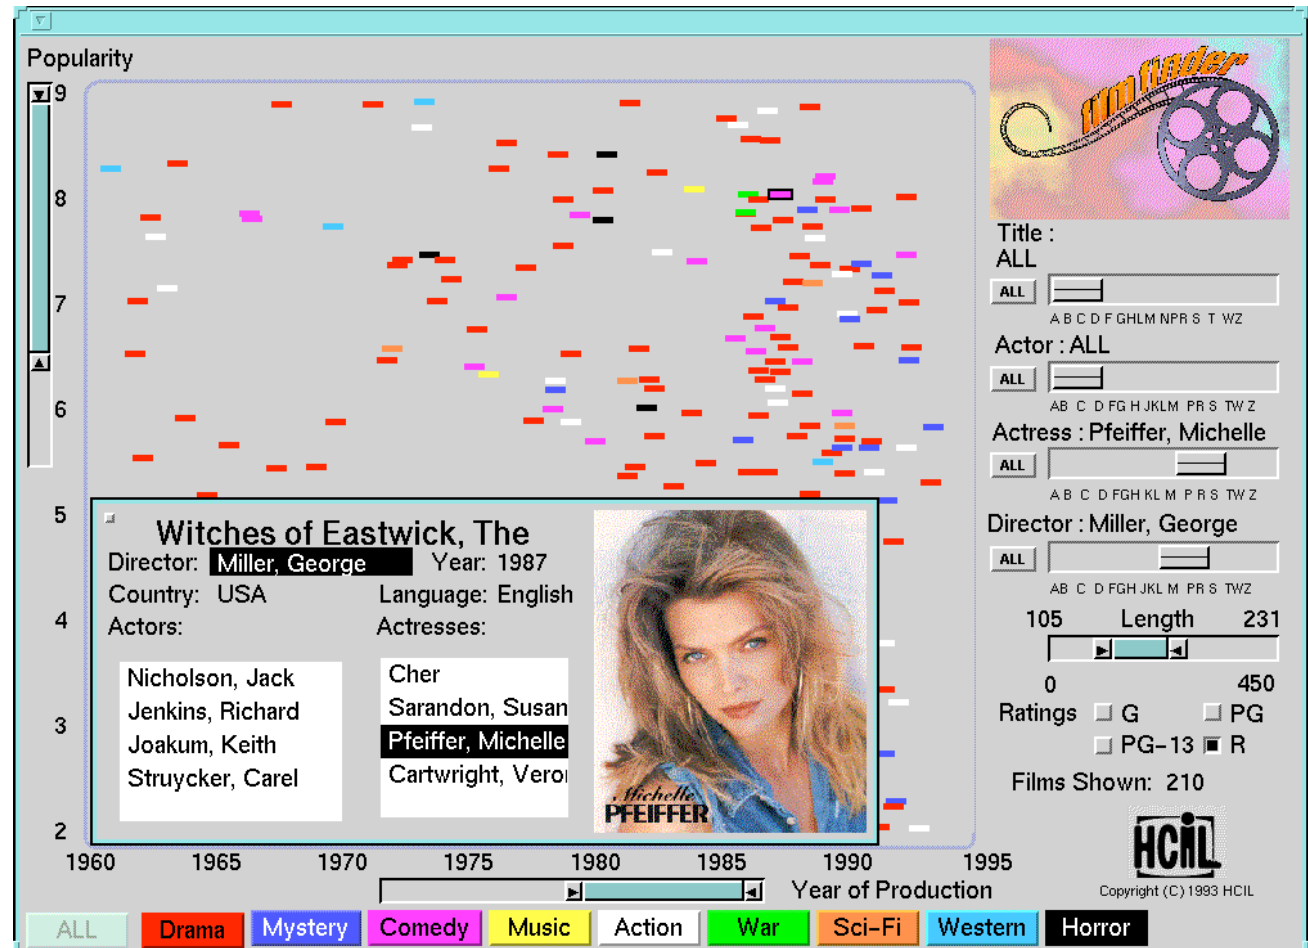 Popularity
film finder
9
8
7
6
5
4
3
2
Title :
ALL
ALL
A B C D F GHLM NPR S T WZ
Actor : ALL
ALL
AB C D FG H JKLM PR S TW Z
Actress : Pfeiffer, Michelle
ALL
A B C D FGH KL M P R S TW Z
Director : Miller, George
ALL
AB C D FGH JKL M P R S TWZ
105 Length 231
0 450
Ratings G PG
PG-13 R
Films Shown: 210
HCIL
Copyright (C) 1993 HCIL
Witches of Eastwick, The
Director: Miller, George Year: 1987
Country: USA Language: English
Actors: Actresses:
Nicholson, Jack
Jenkins, Richard
Joakum, Keith
Struycker, Carel
Cher
Sarandon, Susan
Pfeiffer, Michelle
Cartwright, Vero
Michelle
PFEIFFER
1960 1965 1970 1975 1980 1985 1990 1995
Year of Production
ALL Drama Mystery Comedy Music Action War Sci-Fi Western Horror